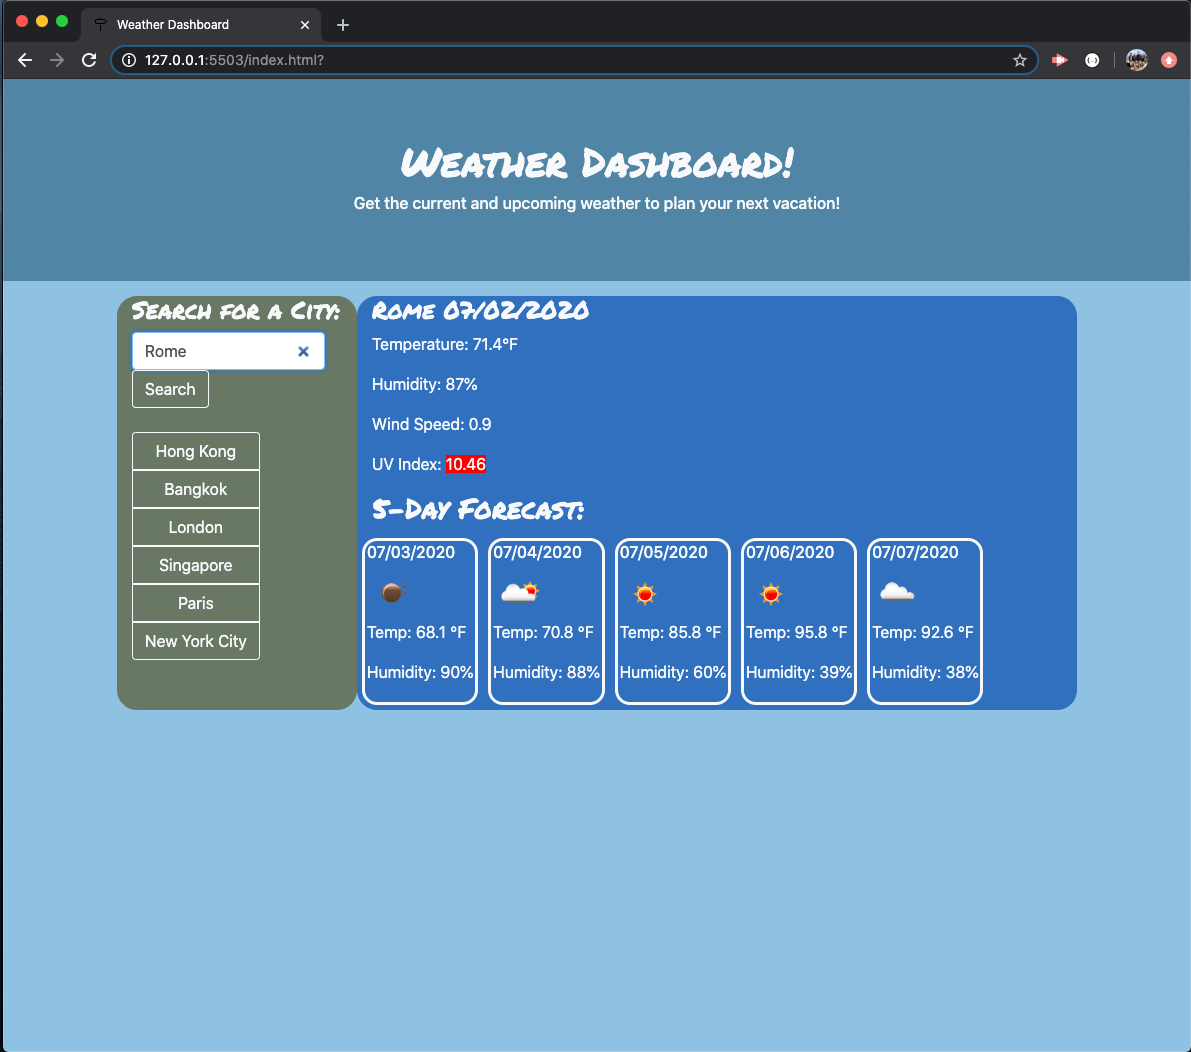 Weather Dashboard
127.0.0.1:5503/index.html?
Weather Dashboard!
Get the current and upcoming weather to plan your next vacation!
Search for a City:
Rome
Search
Hong Kong
Bangkok
London
Singapore
Paris
New York City
Rome 07/02/2020
Temperature: 71.4°F
Humidity: 87%
Wind Speed: 0.9
UV Index: 10.46
5-Day Forecast:
07/03/2020
Temp: 68.1 °F
Humidity: 90%
07/04/2020
Temp: 70.8 °F
Humidity: 88%
07/05/2020
Temp: 85.8 °F
Humidity: 60%
07/06/2020
Temp: 95.8 °F
Humidity: 39%
07/07/2020
Temp: 92.6 °F
Humidity: 38%